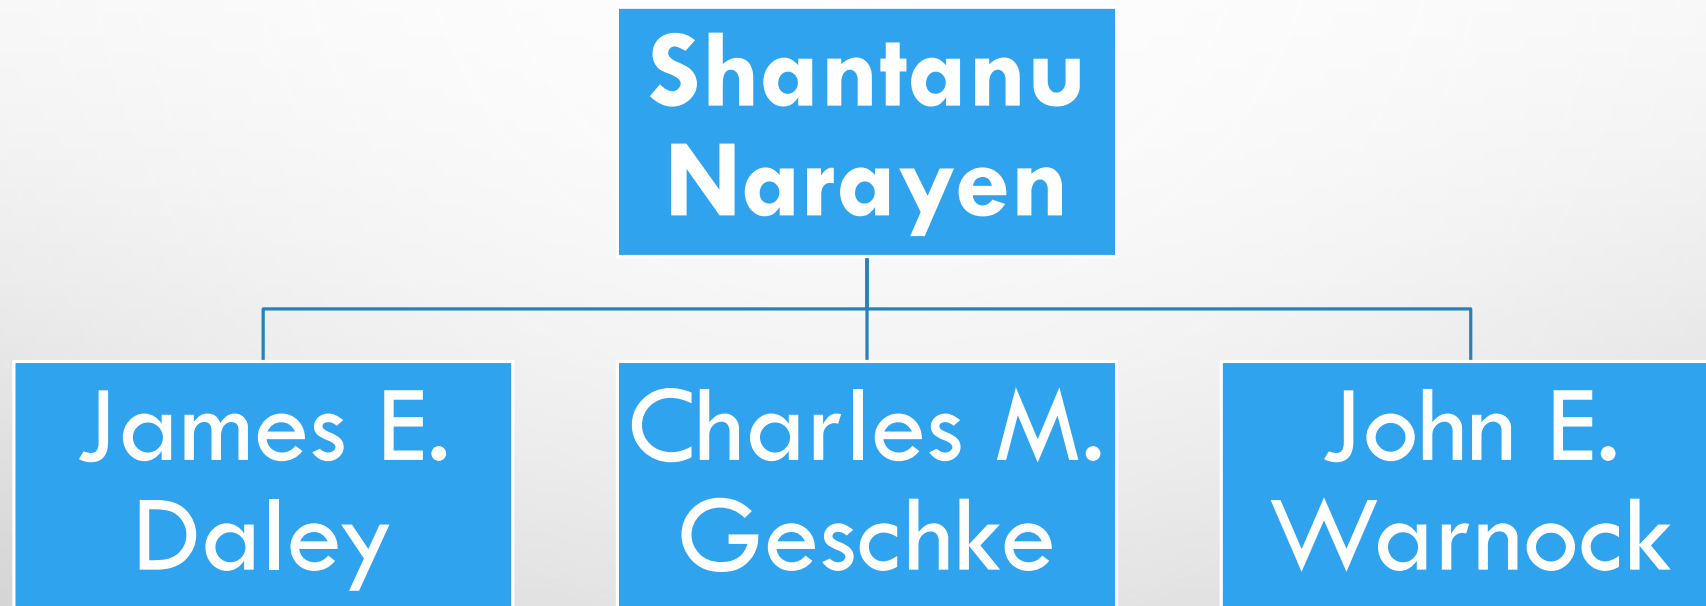 Shantanu
Narayen
James E.
Daley
Charles M.
Geschke
John E.
Warnock